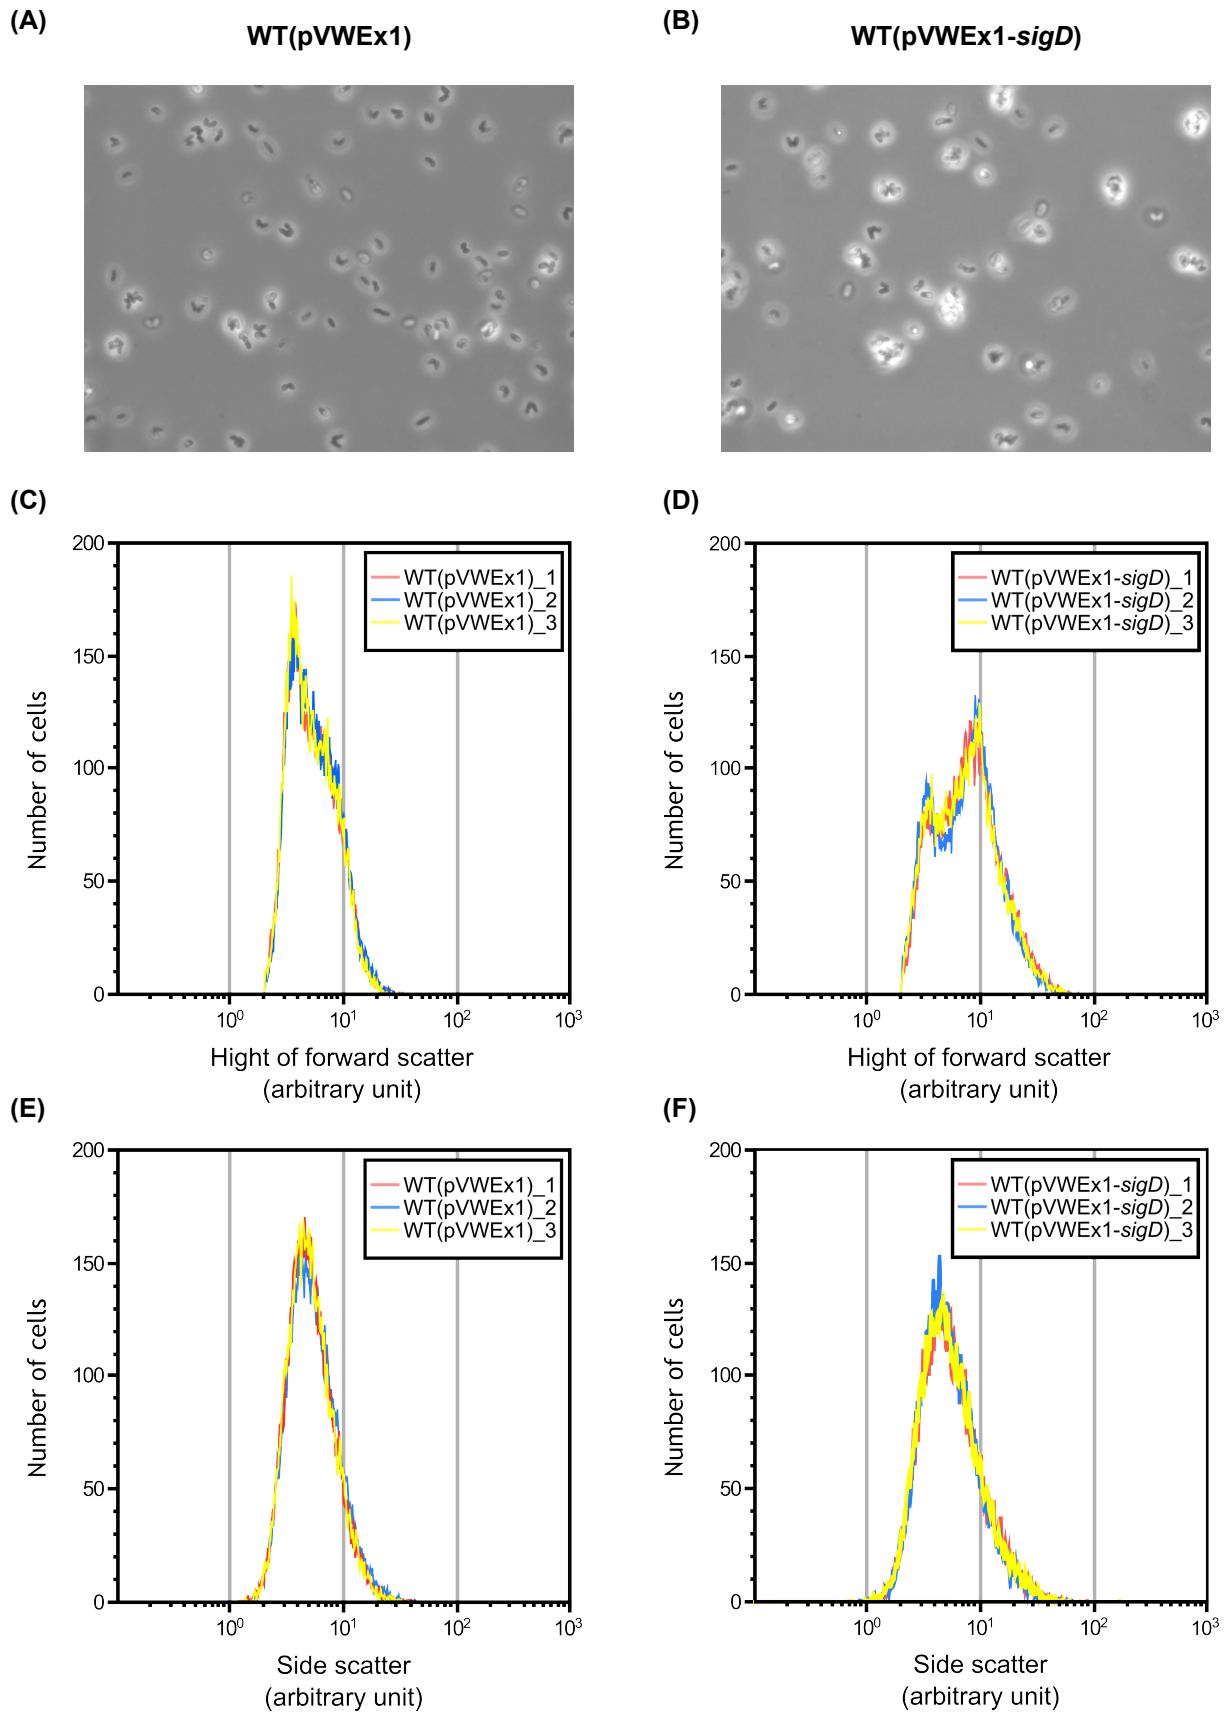 (A)
WT(pVWEx1)
(B)
WT(pVWEx1-sigD)
(C)
200
150
100
50
0
Number of cells
WT(pVWEx1)_1
WT(pVWEx1)_2
WT(pVWEx1)_3
10⁰ 10¹ 10² 10³
Hight of forward scatter
(arbitrary unit)
(D)
200
150
100
50
0
Number of cells
WT(pVWEx1-sigD)_1
WT(pVWEx1-sigD)_2
WT(pVWEx1-sigD)_3
10⁰ 10¹ 10² 10³
Hight of forward scatter
(arbitrary unit)
(E)
200
150
100
50
0
Number of cells
WT(pVWEx1)_1
WT(pVWEx1)_2
WT(pVWEx1)_3
10⁰ 10¹ 10² 10³
Side scatter
(arbitrary unit)
(F)
200
150
100
50
0
Number of cells
WT(pVWEx1-sigD)_1
WT(pVWEx1-sigD)_2
WT(pVWEx1-sigD)_3
10⁰ 10¹ 10² 10³
Side scatter
(arbitrary unit)